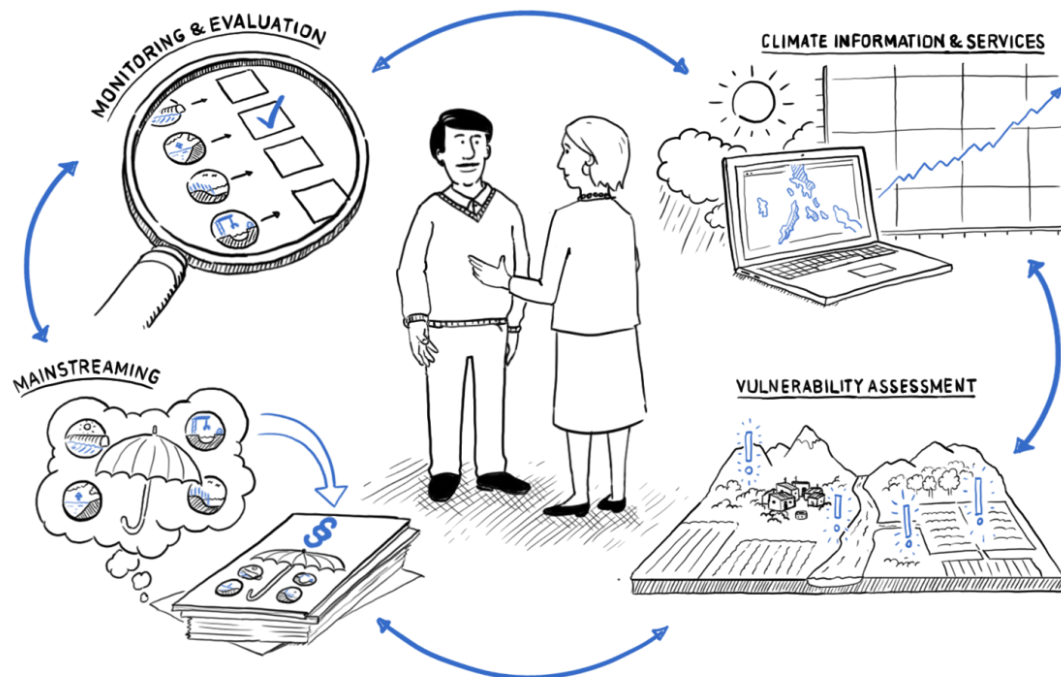 MONITORING & EVALUATION
CLIMATE INFORMATION & SERVICES
MAINSTREAMING
VULNERABILITY ASSESSMENT
§